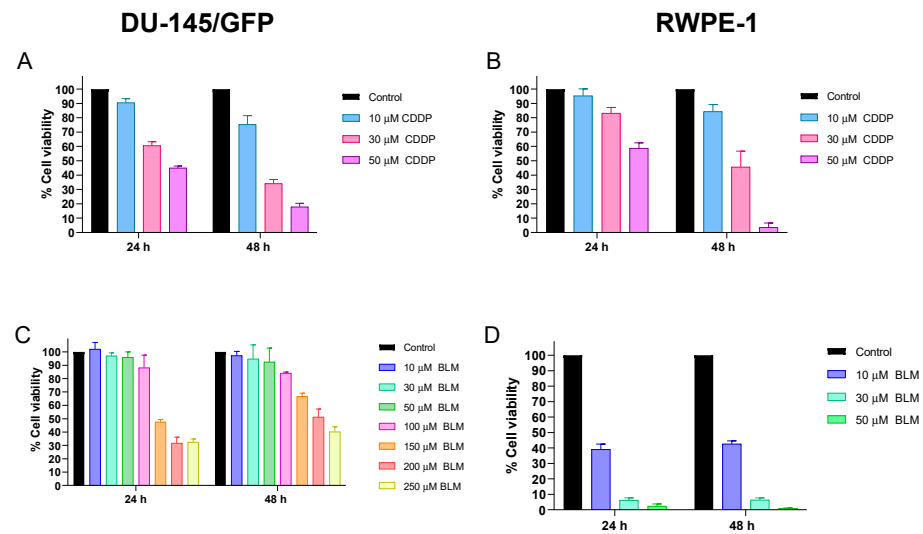 DU-145/GFP
RWPE-1
A
% Cell viability
100
90
80
70
60
50
40
30
20
10
0
24 h
48 h
Control
10 μM CDDP
30 μM CDDP
50 μM CDDP
B
% Cell viability
100
90
80
70
60
50
40
30
20
10
0
24 h
48 h
Control
10 μM CDDP
30 μM CDDP
50 μM CDDP
C
% Cell viability
100
90
80
70
60
50
40
30
20
10
0
24 h
48 h
Control
10 μM BLM
30 μM BLM
50 μM BLM
100 μM BLM
150 μM BLM
200 μM BLM
250 μM BLM
D
% Cell viability
100
90
80
70
60
50
40
30
20
10
0
24 h
48 h
Control
10 μM BLM
30 μM BLM
50 μM BLM